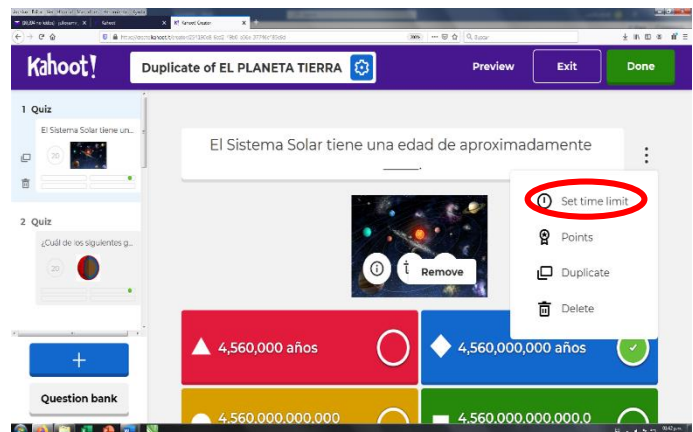 Kahoot
Kahoot Creator
Kahoot!
Duplicate of EL PLANETA TIERRA
Preview
Exit
Done
1 Quiz
El Sistema Solar tiene un...
20
2 Quiz
¿Cuál de los siguientes g...
20
+
Question bank
El Sistema Solar tiene una edad de aproximadamente
_____.
Set time limit
Points
Duplicate
Delete
Remove
4,560,000 años
4,560,000,000 años
4,560,000,000,000
4,560,000,000,000,0